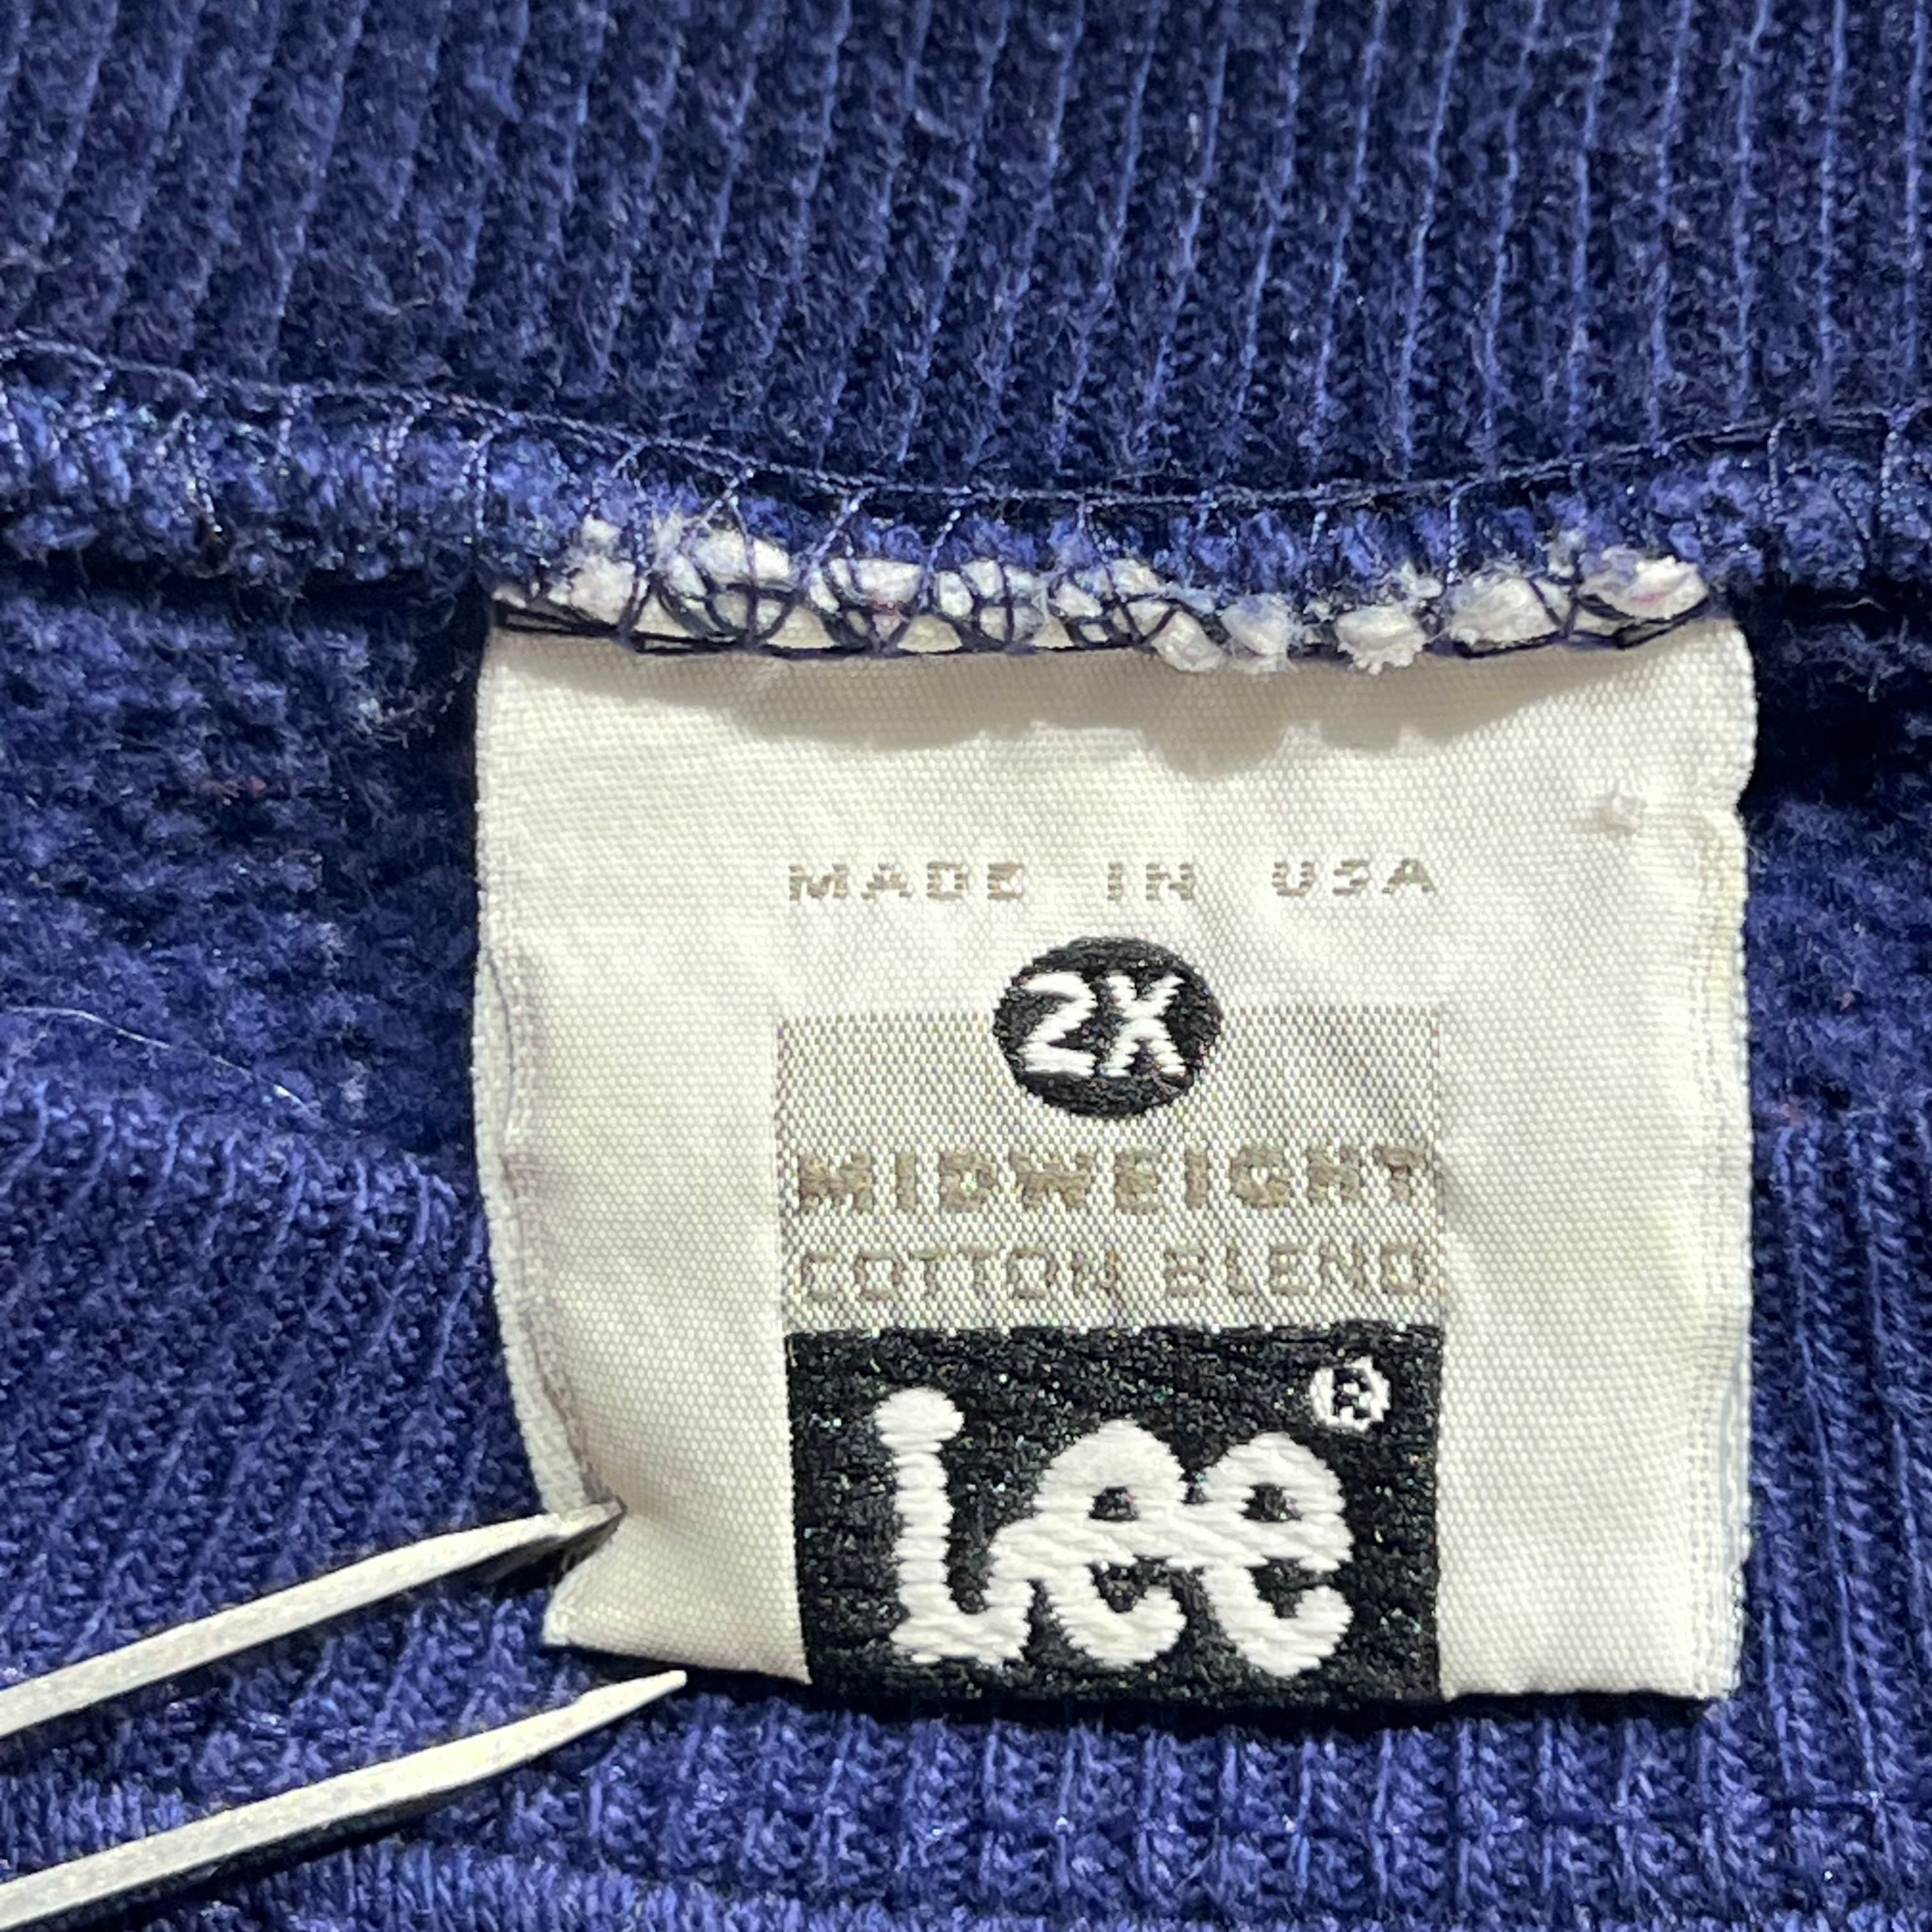 MADE IN USA
2X
MIDWEIGHT
COTTON BLEND
Lee®